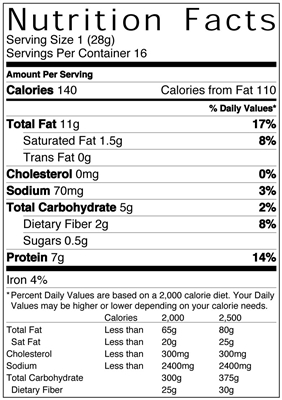 Nutrition Facts
Serving Size 1 (28g)
Servings Per Container 16
Amount Per Serving
Calories 140 Calories from Fat 110
% Daily Values*
Total Fat 11g 17%
Saturated Fat 1.5g 8%
Trans Fat 0g
Cholesterol 0mg 0%
Sodium 70mg 3%
Total Carbohydrate 5g 2%
Dietary Fiber 2g 8%
Sugars 0.5g
Protein 7g 14%
Iron 4%
*Percent Daily Values are based on a 2,000 calorie diet. Your Daily
Values may be higher or lower depending on your calorie needs.
Calories 2,000 2,500
Total Fat Less than 65g 80g
Sat Fat Less than 20g 25g
Cholesterol Less than 300mg 300mg
Sodium Less than 2400mg 2400mg
Total Carbohydrate 300g 375g
Dietary Fiber 25g 30g